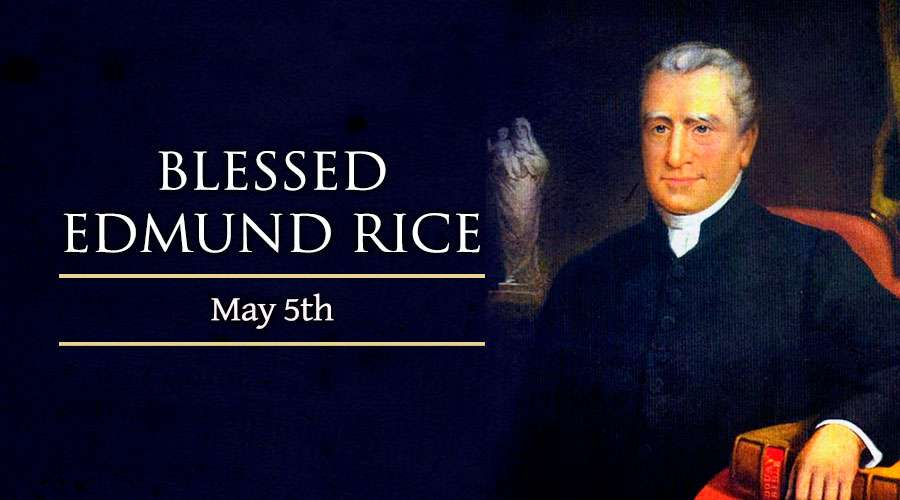 BLESSED
EDMUND RICE
May 5th